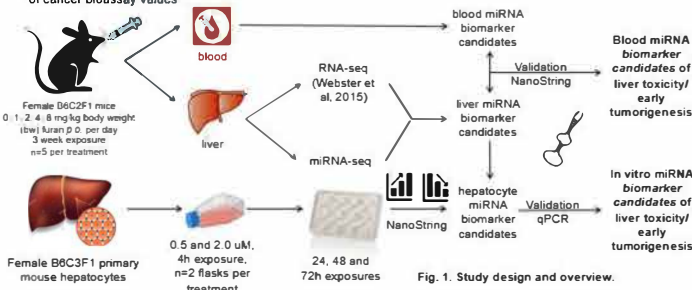 of cancer bioassay values
blood
Female B6C2F1 mice
0, 1, 2, 4, 8 mg/kg body weight
(bw) furan p.o. per day
3 week exposure
n=5 per treatment
liver
RNA-seq
(Webster et
al, 2015)
miRNA-seq
blood miRNA
biomarker
candidates
liver miRNA
biomarker
candidates
Validation
NanoString
Blood miRNA
biomarker
candidates of
liver toxicity/
early
tumorigenesis
Female B6C3F1 primary
mouse hepatocytes
0.5 and 2.0 uM,
4h exposure,
n=2 flasks per
treatment
24, 48 and
72h exposures
NanoString
hepatocyte
miRNA
biomarker
candidates
Validation
qPCR
In vitro miRNA
biomarker
candidates of
liver toxicity/
early
tumorigenesis
Fig. 1. Study design and overview.